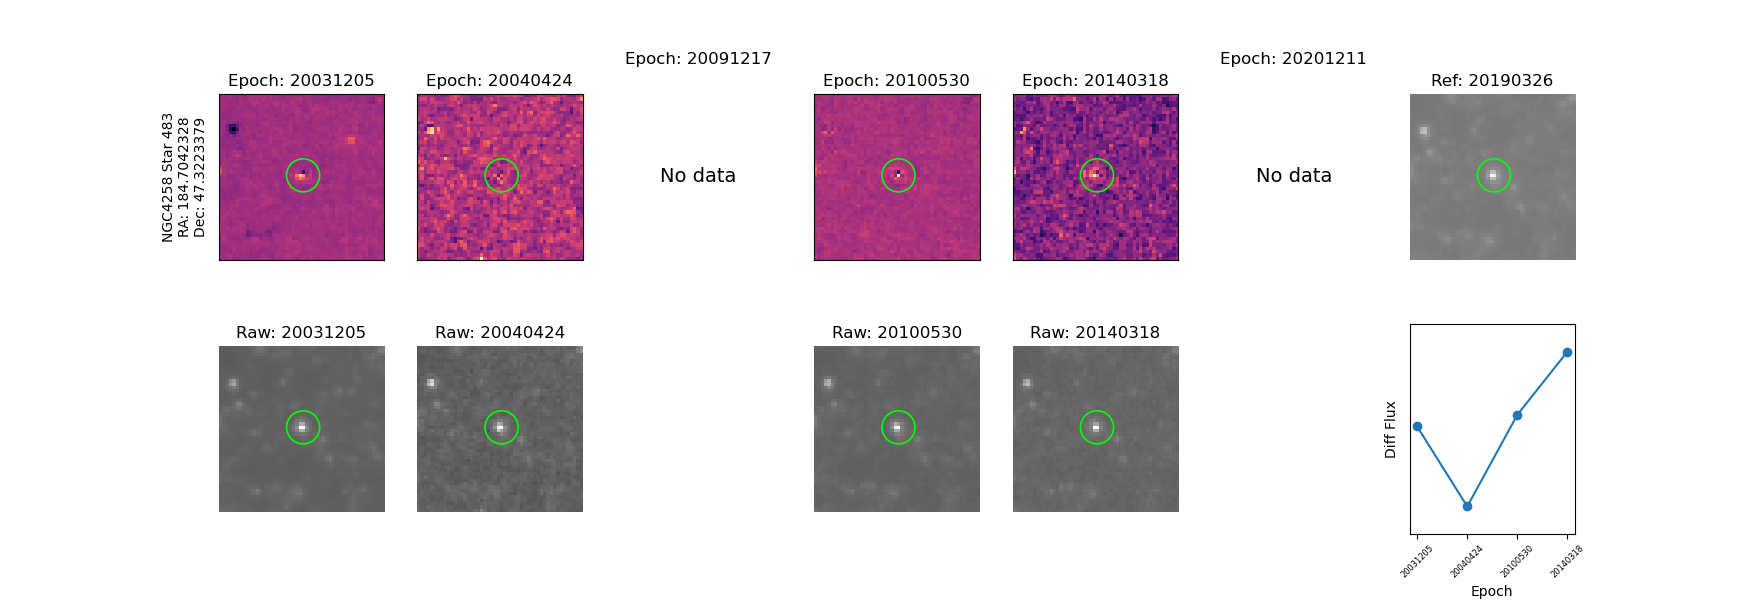 Epoch: 20091217
Epoch: 20201211
Epoch: 20031205
Epoch: 20040424
Epoch: 20100530
Epoch: 20140318
Ref: 20190326
NGC4258 Star 483
RA: 184.7042328
Dec: 47.3223379
No data
No data
Raw: 20031205
Raw: 20040424
Raw: 20100530
Raw: 20140318
Diff Flux
20031205
20040424
20100530
20140318
Epoch